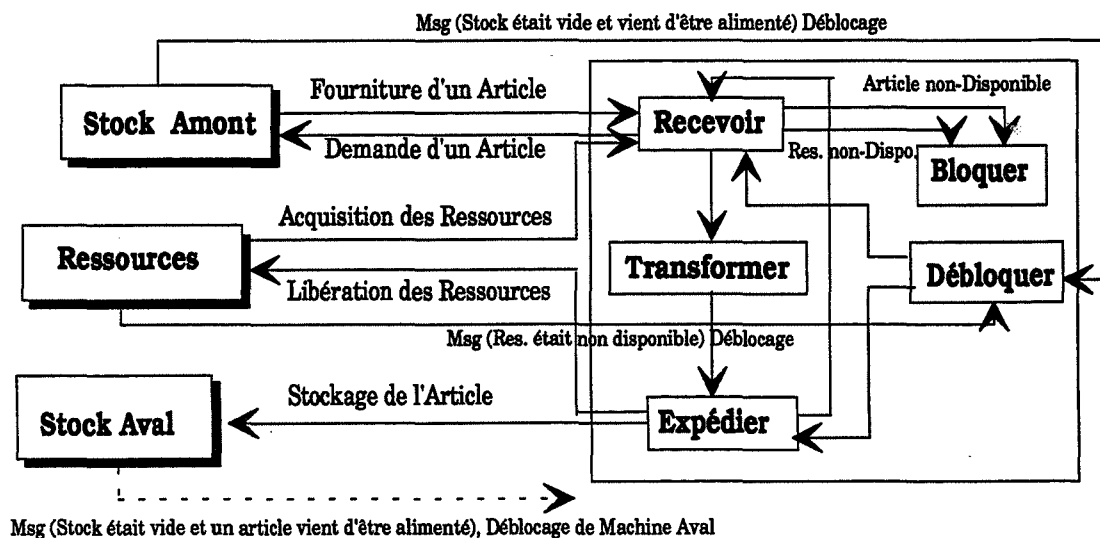 Msg (Stock était vide et vient d'être alimenté) Déblocage
Fourniture d'un Article
Stock Amont
Demande d'un Article
Recevoir
Article non-Disponible
Res. non-Dispo.
Bloquer
Acquisition des Ressources
Ressources
Libération des Ressources
Transformer
Débloquer
Msg (Res. était non disponible) Déblocage
Stockage de l'Article
Stock Aval
Expédier
Msg (Stock était vide et un article vient d'être alimenté), Déblocage de Machine Aval